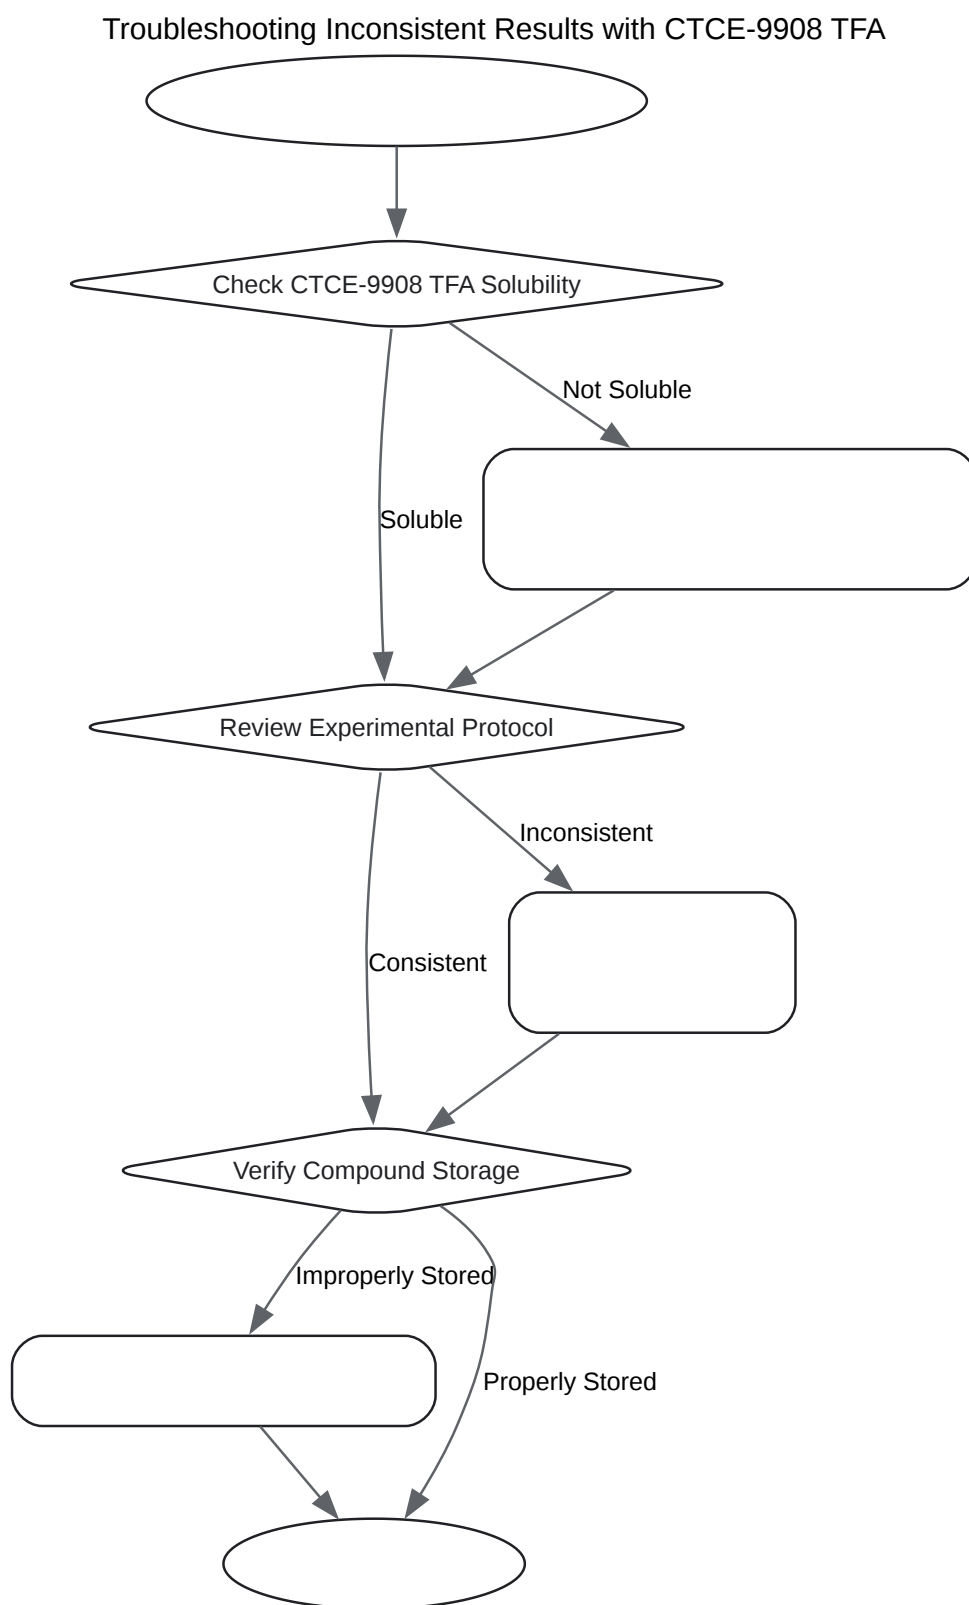 Troubleshooting Inconsistent Results with CTCE-9908 TFA
Check CTCE-9908 TFA Solubility
Not Soluble
Soluble
Review Experimental Protocol
Inconsistent
Consistent
Verify Compound Storage
Improperly Stored
Properly Stored